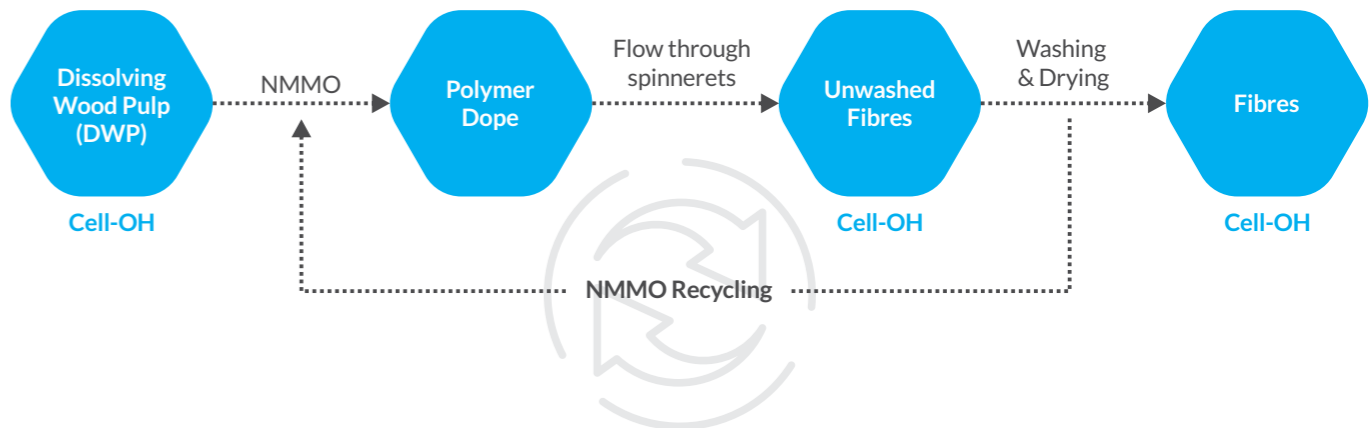 Dissolving
Wood Pulp
(DWP)
Cell-OH
NMMO
Polymer
Dope
Flow through
spinnerets
Unwashed
Fibres
Cell-OH
Washing
& Drying
Fibres
Cell-OH
NMMO Recycling